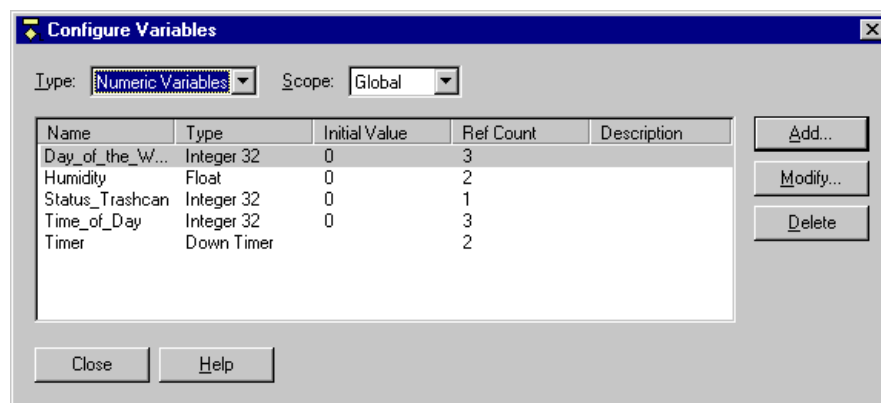 Configure Variables
Type: Numeric Variables Scope: Global
Name Type Initial Value Ref Count Description
Day_of_the_W... Integer 32 0 3
Humidity Float 0 2
Status_Trashcan Integer 32 0 1
Time_of_Day Integer 32 0 3
Timer Down Timer 2
Add...
Modify...
Delete
Close Help